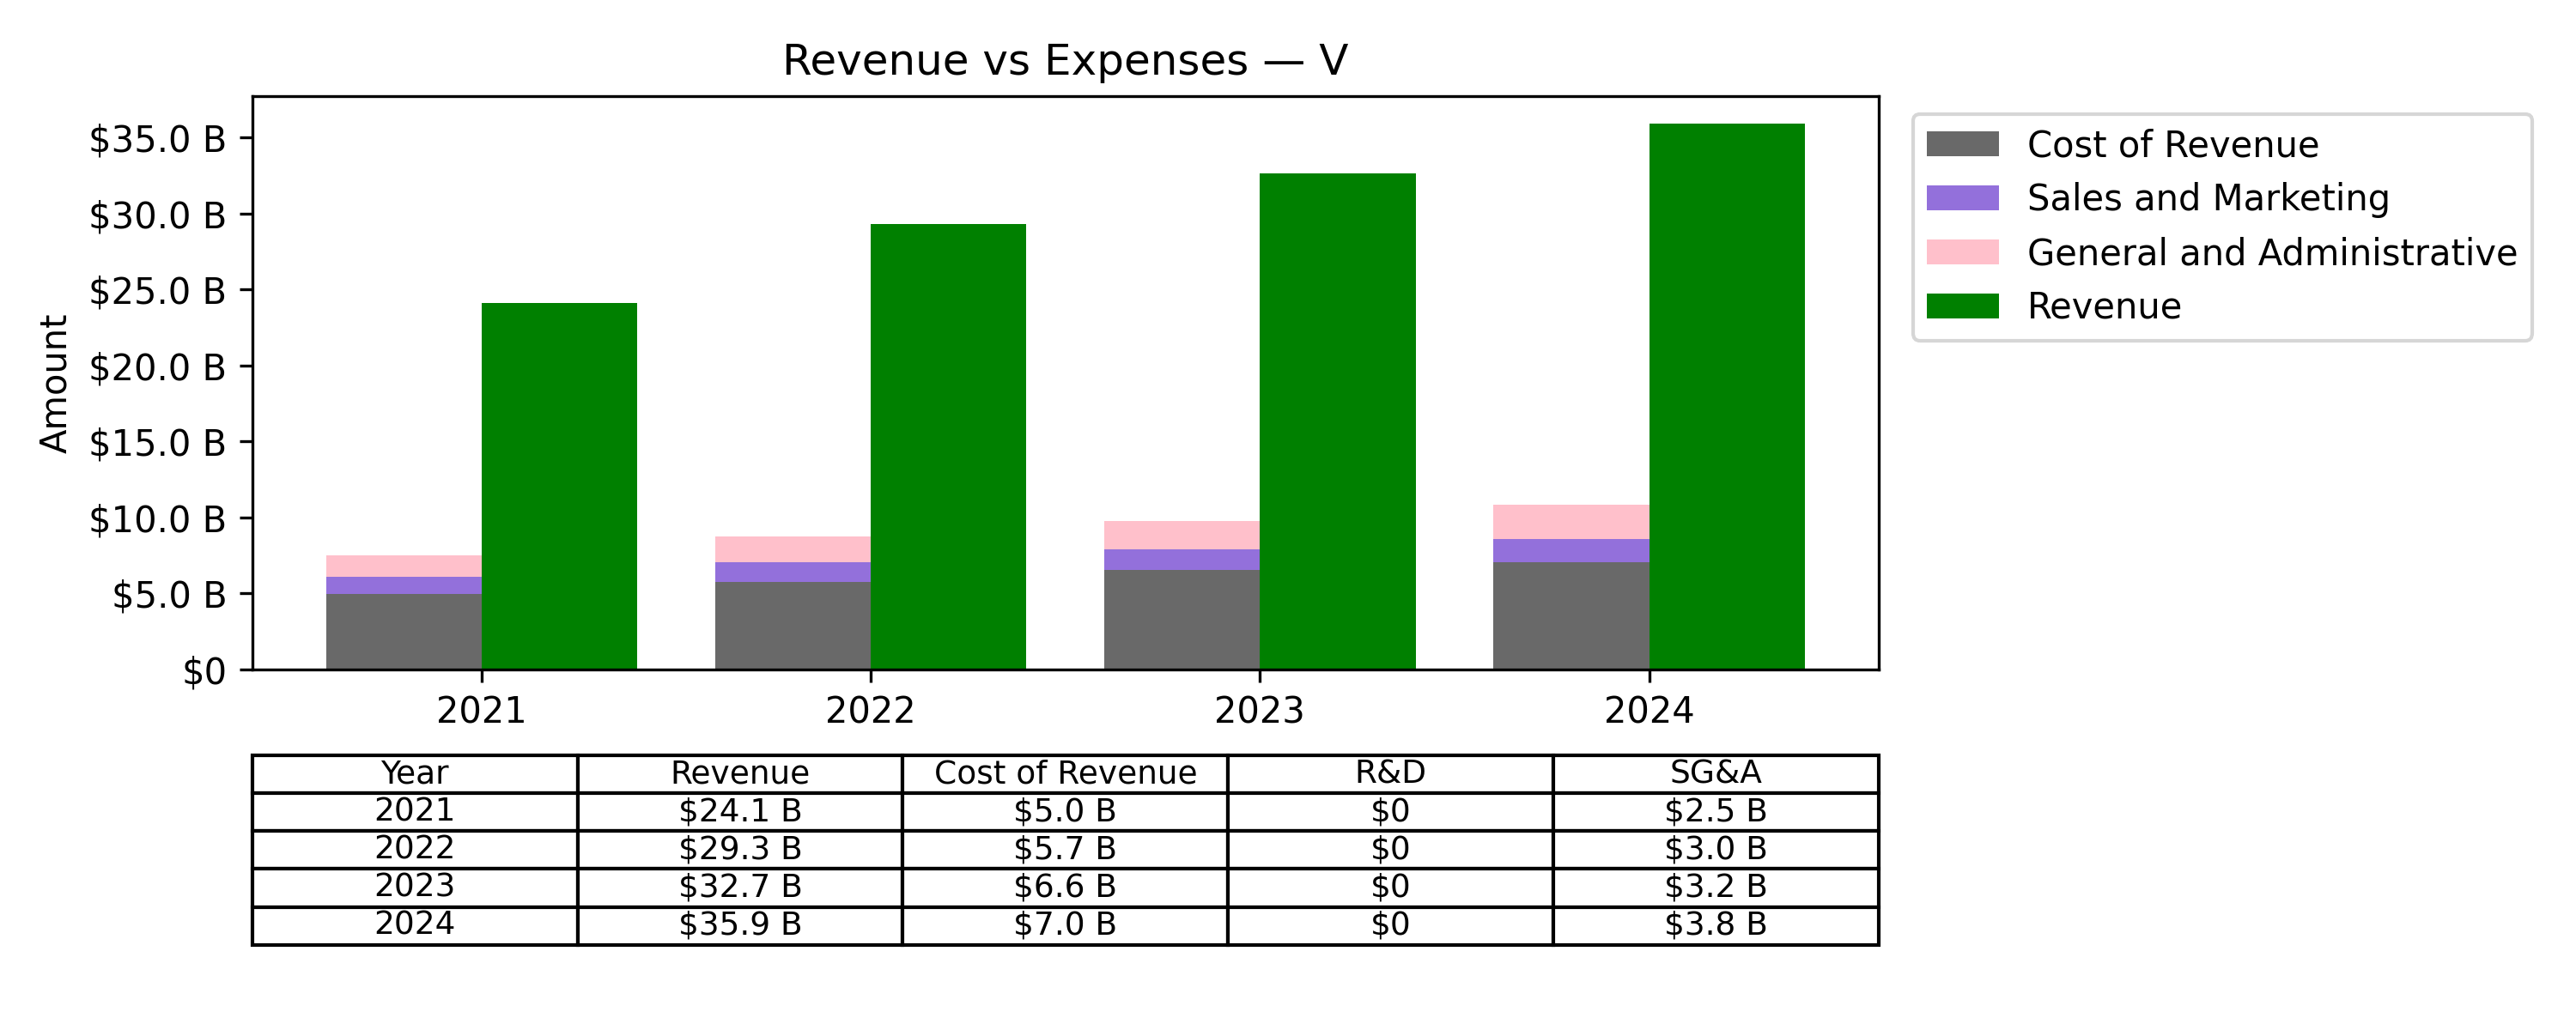 Revenue vs Expenses — V
Amount
$35.0 B
$30.0 B
$25.0 B
$20.0 B
$15.0 B
$10.0 B
$5.0 B
$0
2021 2022 2023 2024
Cost of Revenue
Sales and Marketing
General and Administrative
Revenue
Year Revenue Cost of Revenue R&D SG&A
2021 $24.1 B $5.0 B $0 $2.5 B
2022 $29.3 B $5.7 B $0 $3.0 B
2023 $32.7 B $6.6 B $0 $3.2 B
2024 $35.9 B $7.0 B $0 $3.8 B